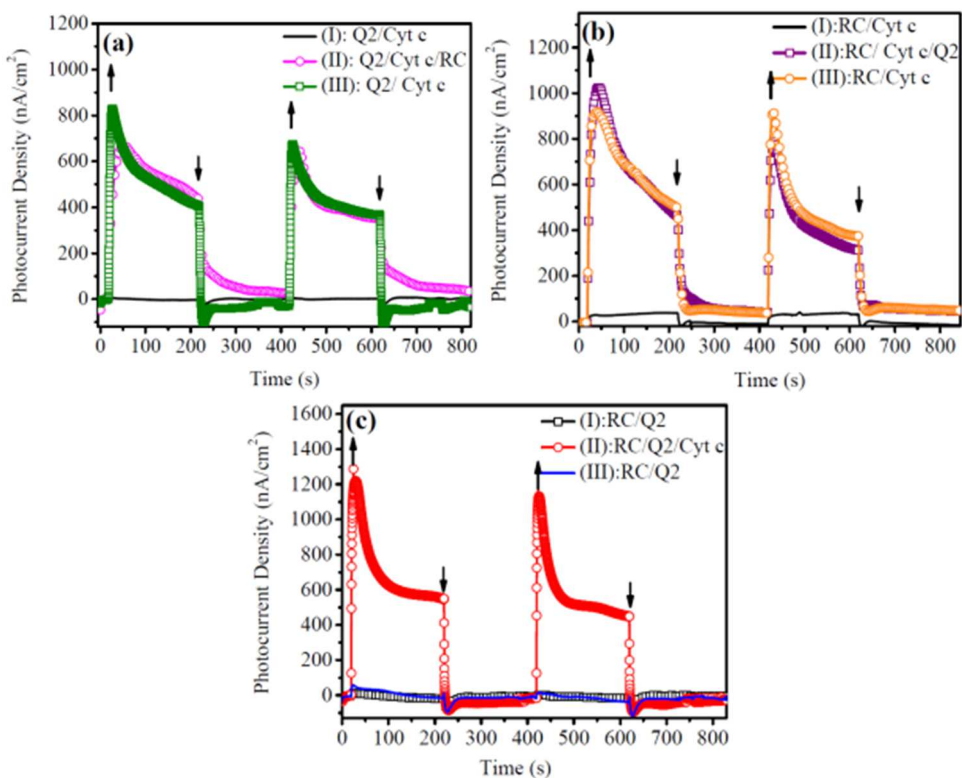 (a)
(I): Q2/Cyt c
(II): Q2/Cyt c/RC
(III): Q2/ Cyt c
Photocurrent Density (nA/cm²)
1200
1000
800
600
400
200
0
0 100 200 300 400 500 600 700 800
Time (s)
(b)
(I):RC/Cyt c
(II):RC/ Cyt c/Q2
(III):RC/Cyt c
Photocurrent Density (nA/cm²)
1200
1000
800
600
400
200
0
0 100 200 300 400 500 600 700 800
Time (s)
(c)
(I):RC/Q2
(II):RC/Q2/Cyt c
(III):RC/Q2
Photocurrent Density (nA/cm²)
1600
1400
1200
1000
800
600
400
200
0
0 100 200 300 400 500 600 700 800
Time (s)